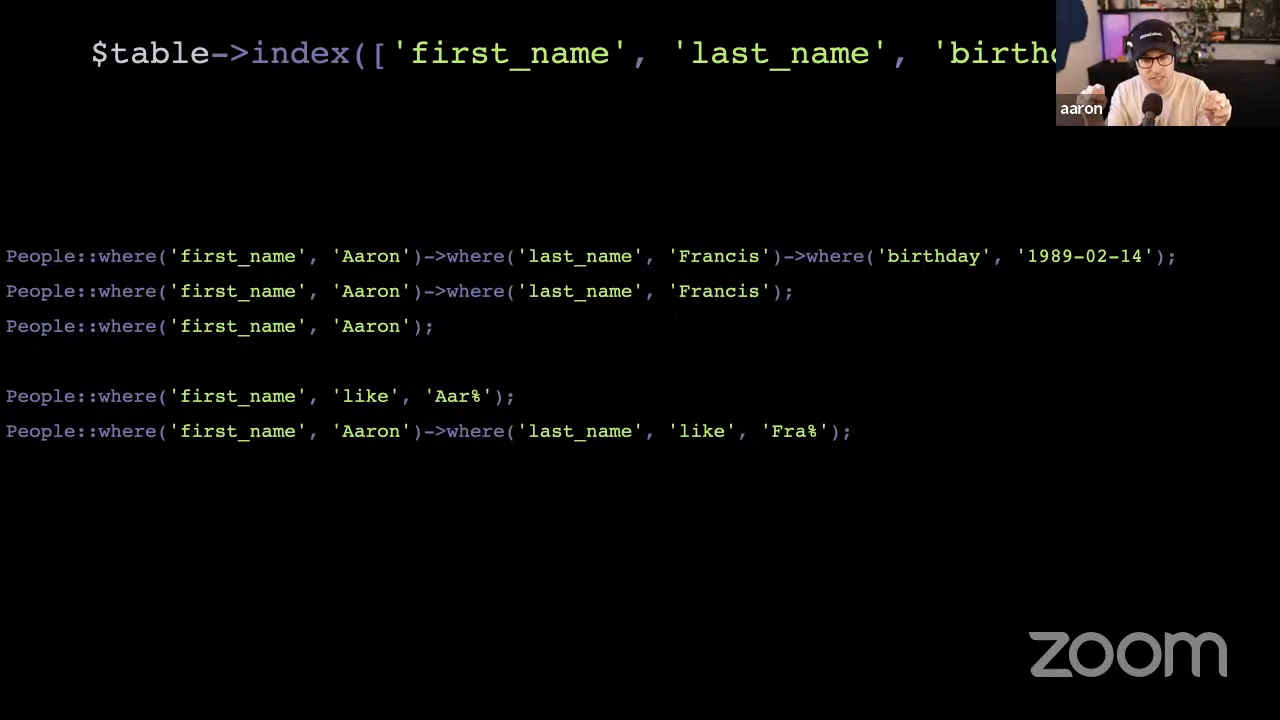 $table->index(['first_name', 'last_name', 'birth
aaron
People::where('first_name', 'Aaron')->where('last_name', 'Francis')->where('birthday', '1989-02-14');
People::where('first_name', 'Aaron')->where('last_name', 'Francis');
People::where('first_name', 'Aaron');
People::where('first_name', 'like', 'Aar%');
People::where('first_name', 'Aaron')->where('last_name', 'like', 'Fra%');
zoom